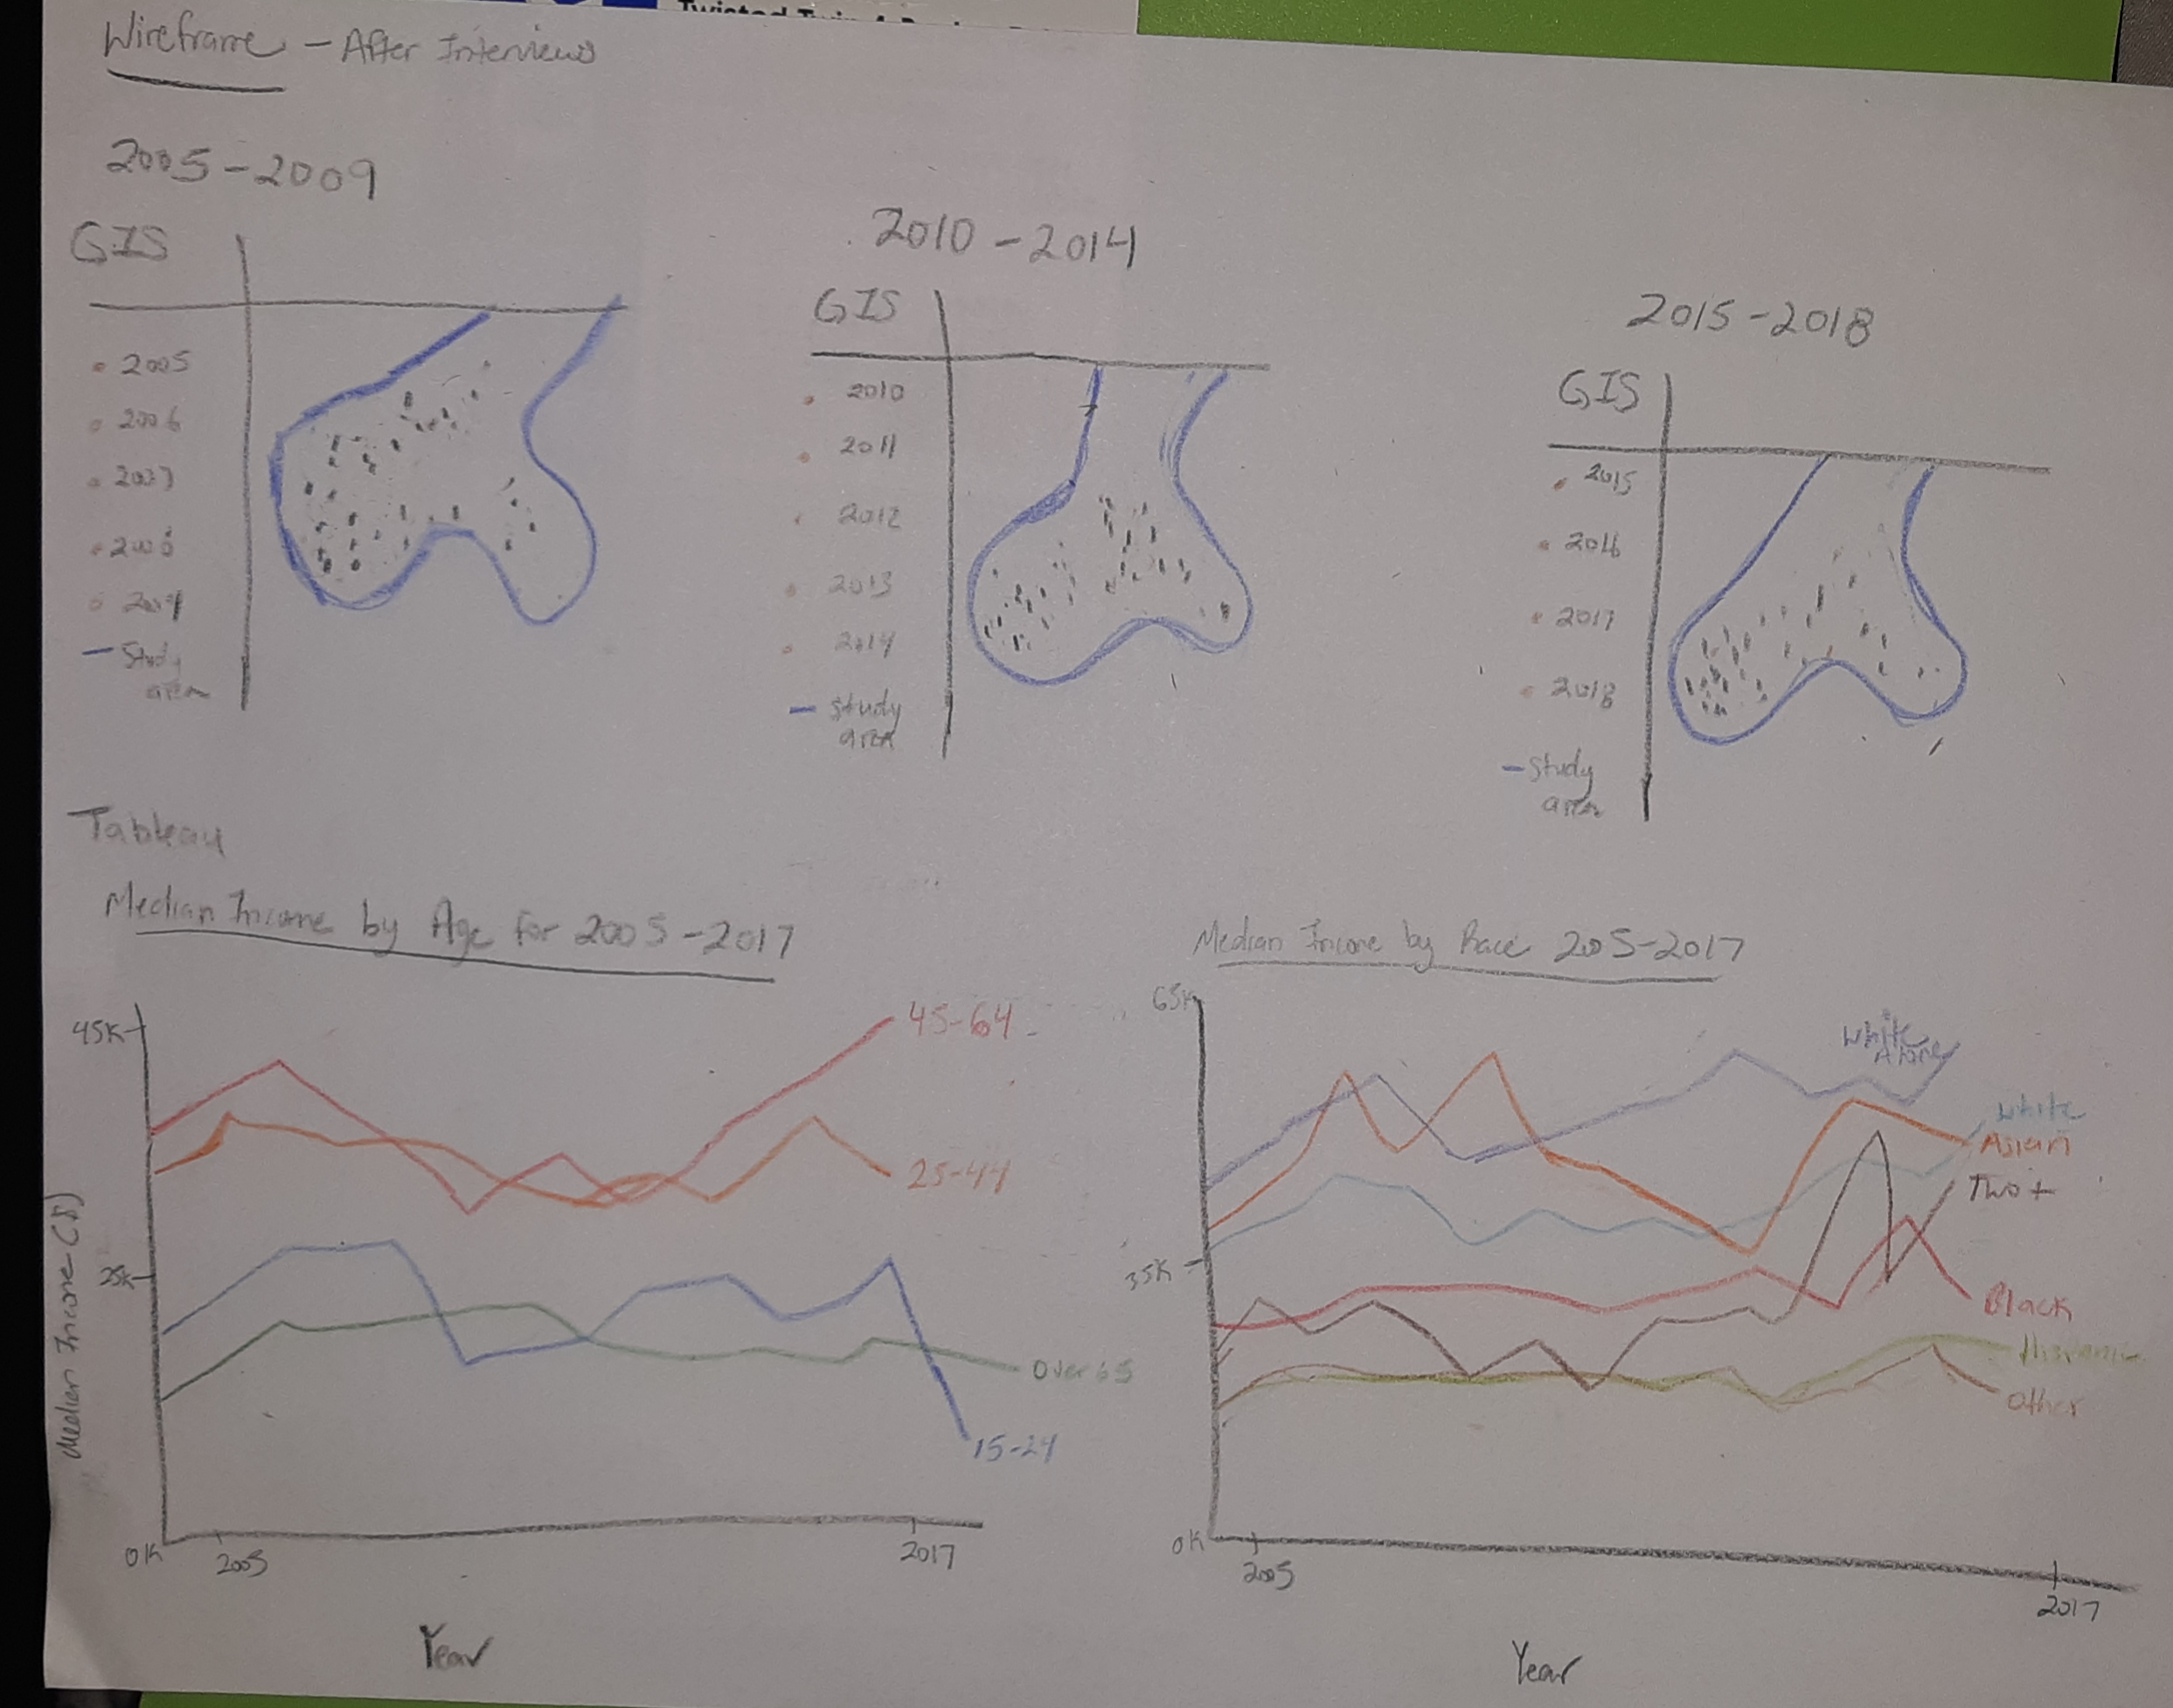 Wireframe - After Interviews
2005-2009
GIS
2005
2006
2007
2008
2009
Study
area
2010-2014
GIS
2010
2011
2012
2013
2014
Study
area
2015-2018
GIS
2015
2016
2017
2018
Study
area
Tableau
Median Income by Age for 2005-2017
45K
25K
0K
Median Income ($)
45-64
25-44
Over 65
15-24
2005
2017
Year
Median Income by Race 2005-2017
65K
35K
0K
White
Alone
White
Asian
Two+
Black
Hispanic
Other
2005
2017
Year